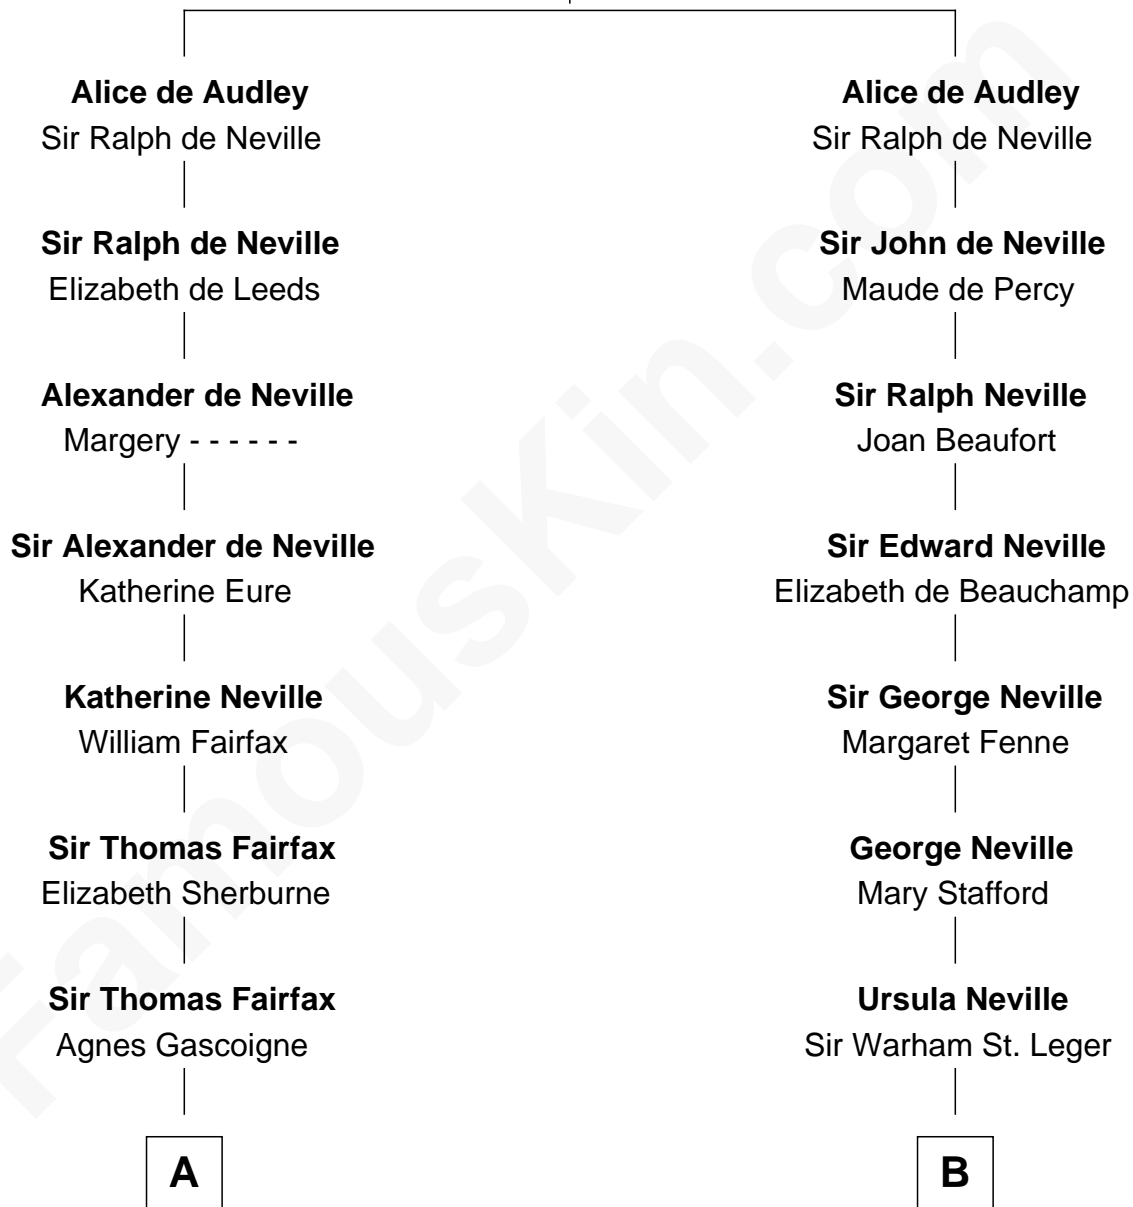 Alice de Audley
Sir Ralph de Neville
Sir Ralph de Neville
Elizabeth de Leeds
Alexander de Neville
Margery - - - - - -
Sir Alexander de Neville
Katherine Eure
Katherine Neville
William Fairfax
Sir Thomas Fairfax
Elizabeth Sherburne
Sir Thomas Fairfax
Agnes Gascoigne
A
Alice de Audley
Sir Ralph de Neville
Sir John de Neville
Maude de Percy
Sir Ralph Neville
Joan Beaufort
Sir Edward Neville
Elizabeth de Beauchamp
Sir George Neville
Margaret Fenne
George Neville
Mary Stafford
Ursula Neville
Sir Warham St. Leger
B
FamousKin.com